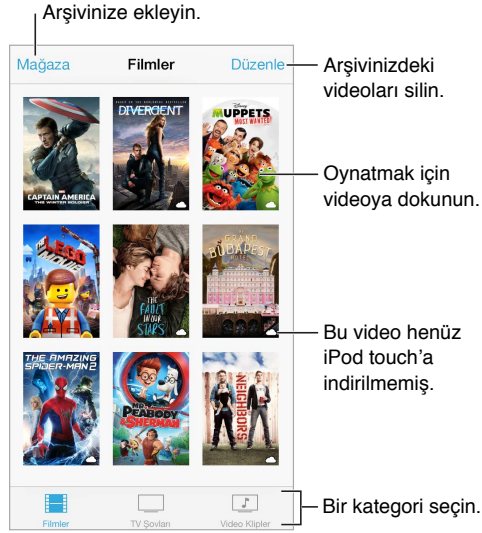 Arşivinize ekleyin.
Mağaza Filmler Düzenle
Arşivinizdeki
videoları silin.
CAPTAIN AMERICA
THE WINTER SOLDIER
DIVERGENT
Disney
MUPPETS
MOST WANTED
Oynatmak için
videoya dokunun.
THE
LEGO
MOVIE
THE
FAULT
IN OUR
STARS
GRAND
BUDAPEST
HOTEL
Bu video henüz
iPod touch’a
indirilmemiş.
THE AMAZING
SPIDER-MAN 2
MR.
PEABODY
&SHERMAN
NEIGHBORS
Bir kategori seçin.
Filmler TV Şovları Video Klipler